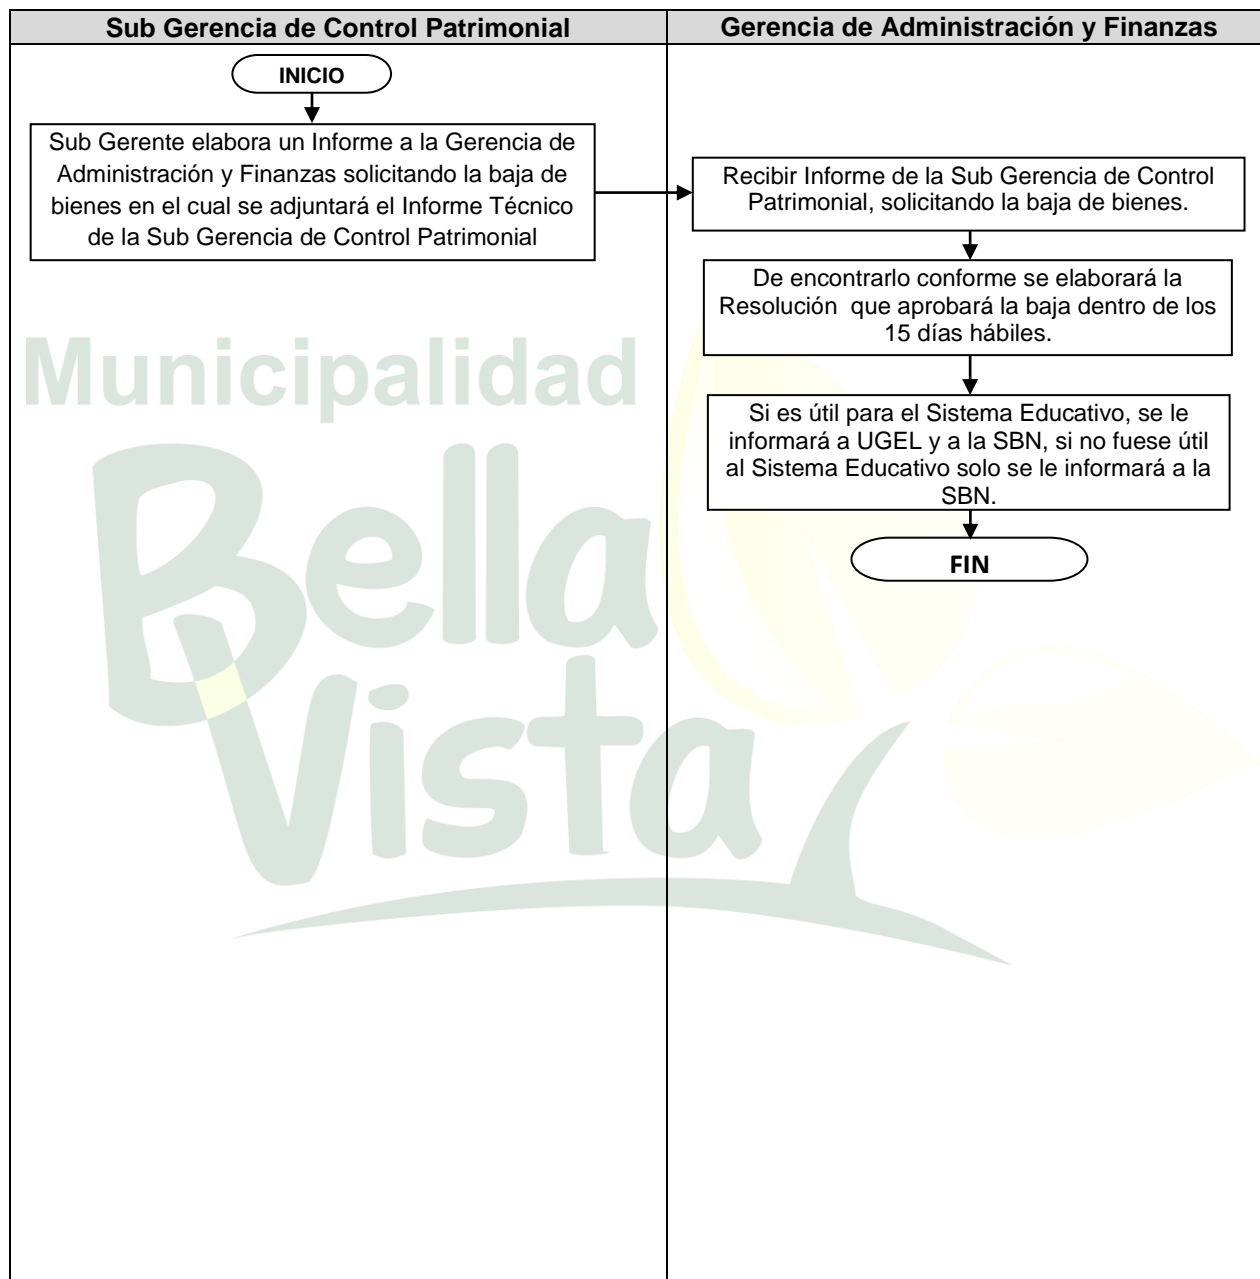 Sub Gerencia de Control Patrimonial
Gerencia de Administración y Finanzas
INICIO
Sub Gerente elabora un Informe a la Gerencia de
Administración y Finanzas solicitando la baja de
bienes en el cual se adjuntará el Informe Técnico
de la Sub Gerencia de Control Patrimonial
Recibir Informe de la Sub Gerencia de Control
Patrimonial, solicitando la baja de bienes.
De encontrarlo conforme se elaborará la
Resolución  que aprobará la baja dentro de los
15 días hábiles.
Si es útil para el Sistema Educativo, se le
informará a UGEL y a la SBN, si no fuese útil
al Sistema Educativo solo se le informará a la
SBN.
FIN
Municipalidad
Bella
Vista